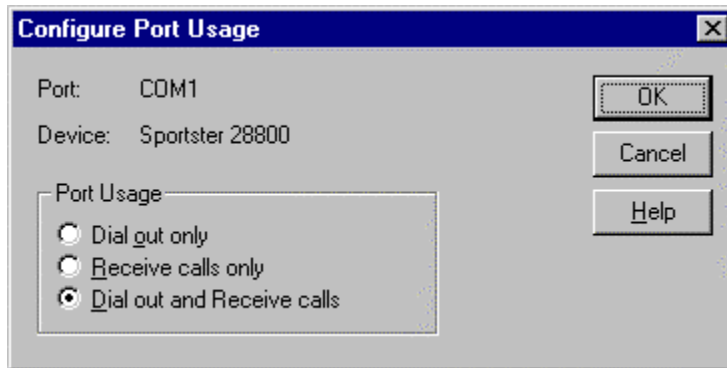 Configure Port Usage
Port: COM1
Device: Sportster 28800
OK
Cancel
Help
Port Usage
Dial out only
Receive calls only
Dial out and Receive calls